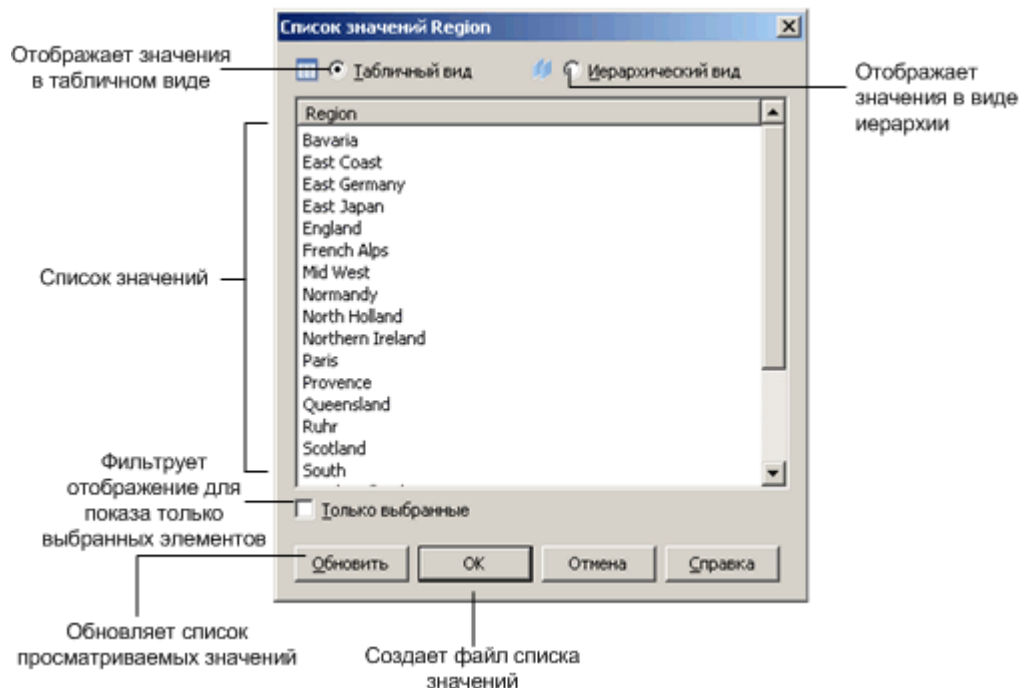 Список значений Region
Отображает значения
в табличном виде
Табличный вид
Иерархический вид
Отображает
значения в виде
иерархии
Region
Bavaria
East Coast
East Germany
East Japan
England
French Alps
Mid West
Normandy
North Holland
Northern Ireland
Paris
Provence
Queensland
Ruhr
Scotland
South
Список значений
Фильтрует
отображение для
показа только
выбранных элементов
Только выбранные
Обновить
OK
Отмена
Справка
Обновляет список
просматриваемых значений
Создает файл списка
значений